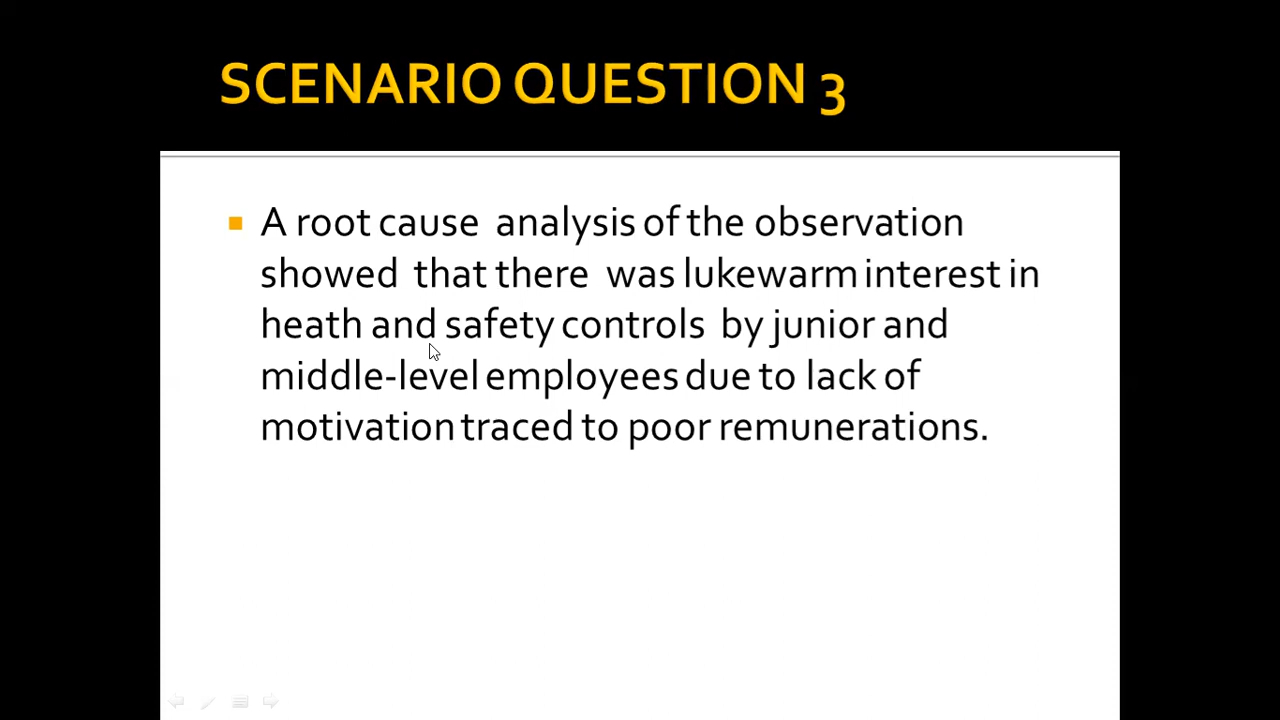 SCENARIO QUESTION 3
A root cause analysis of the observation
showed that there was lukewarm interest in
heath and safety controls by junior and
middle-level employees due to lack of
motivation traced to poor remunerations.